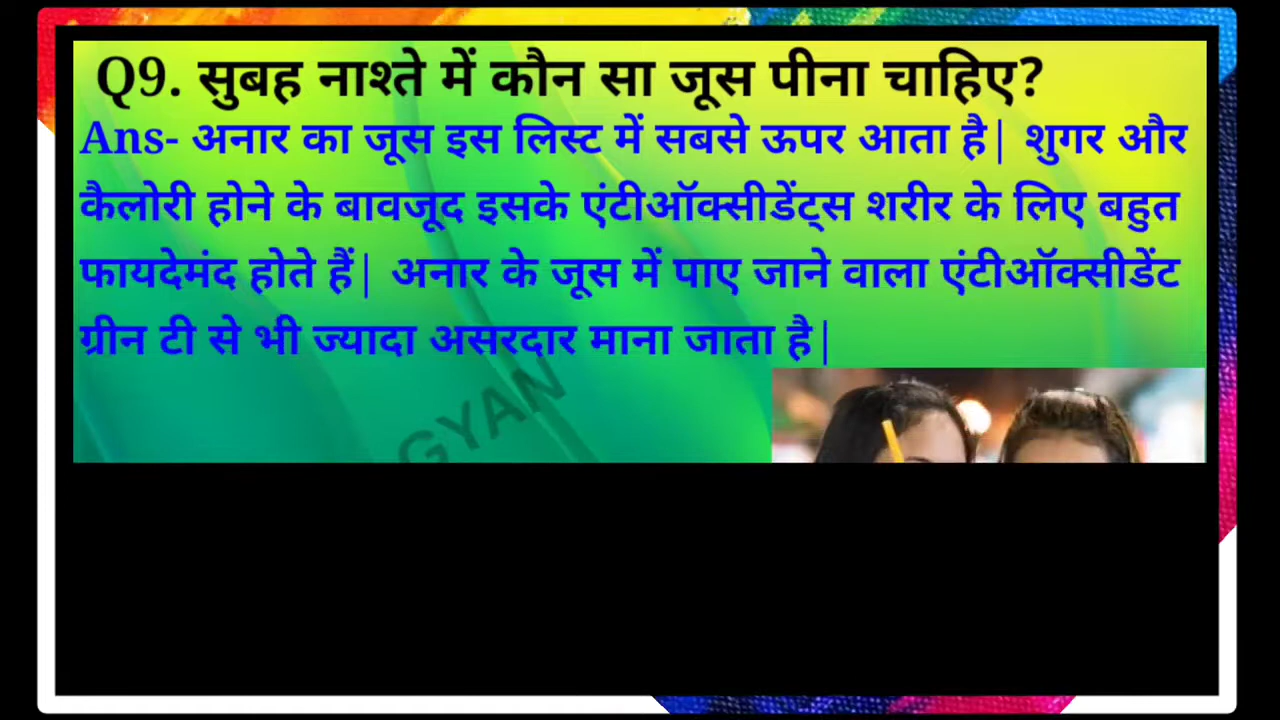 Q9. सुबह नाश्ते में कौन सा जूस पीना चाहिए?
Ans- अनार का जूस इस लिस्ट में सबसे ऊपर आता है| शुगर और
कैलोरी होने के बावजूद इसके एंटीऑक्सीडेंट्स शरीर के लिए बहुत
फायदेमंद होते हैं| अनार के जूस में पाए जाने वाला एंटीऑक्सीडेंट
ग्रीन टी से भी ज्यादा असरदार माना जाता है|
GYAN